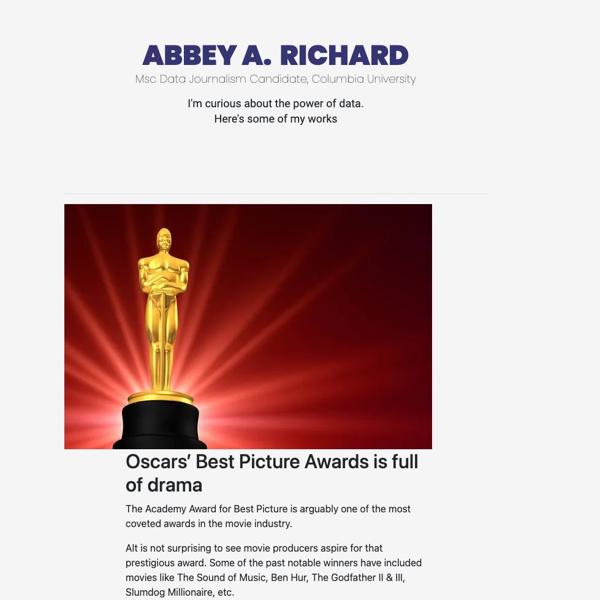 ABBEY A. RICHARD
Msc Data Journalism Candidate, Columbia University
I'm curious about the power of data.
Here's some of my works
Oscars’ Best Picture Awards is full
of drama
The Academy Award for Best Picture is arguably one of the most
coveted awards in the movie industry.
Alt is not surprising to see movie producers aspire for that
prestigious award. Some of the past notable winners have included
movies like The Sound of Music, Ben Hur, The Godfather II & III,
Slumdog Millionaire, etc.